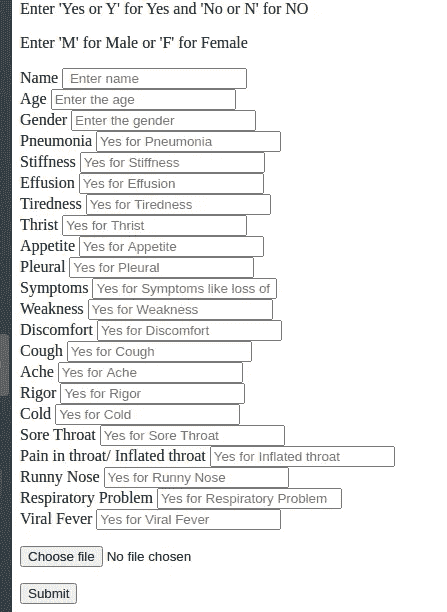 Enter 'Yes or Y' for Yes and 'No or N' for NO
Enter 'M' for Male or 'F' for Female
Name Enter name
Age Enter the age
Gender Enter the gender
Pneumonia Yes for Pneumonia
Stiffness Yes for Stiffness
Effusion Yes for Effusion
Tiredness Yes for Tiredness
Thrist Yes for Thrist
Appetite Yes for Appetite
Pleural Yes for Pleural
Symptoms Yes for Symptoms like loss of
Weakness Yes for Weakness
Discomfort Yes for Discomfort
Cough Yes for Cough
Ache Yes for Ache
Rigor Yes for Rigor
Cold Yes for Cold
Sore Throat Yes for Sore Throat
Pain in throat/ Inflated throat Yes for Inflated throat
Runny Nose Yes for Runny Nose
Respiratory Problem Yes for Respiratory Problem
Viral Fever Yes for Viral Fever
Choose file No file chosen
Submit